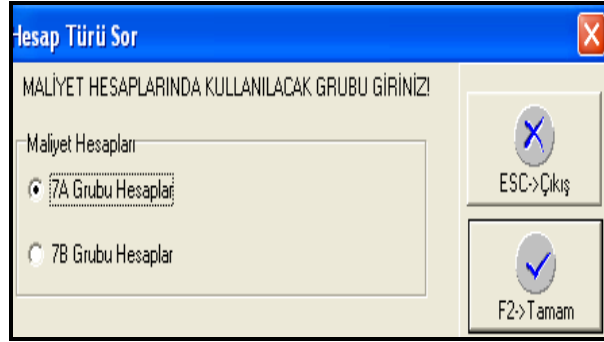 Hesap Türü Sor
MALİYET HESAPLARINDA KULLANILACAK GRUBU GİRİNİZ!
Maliyet Hesapları
7A Grubu Hesaplar
7B Grubu Hesaplar
ESC->Çıkış
F2->Tamam